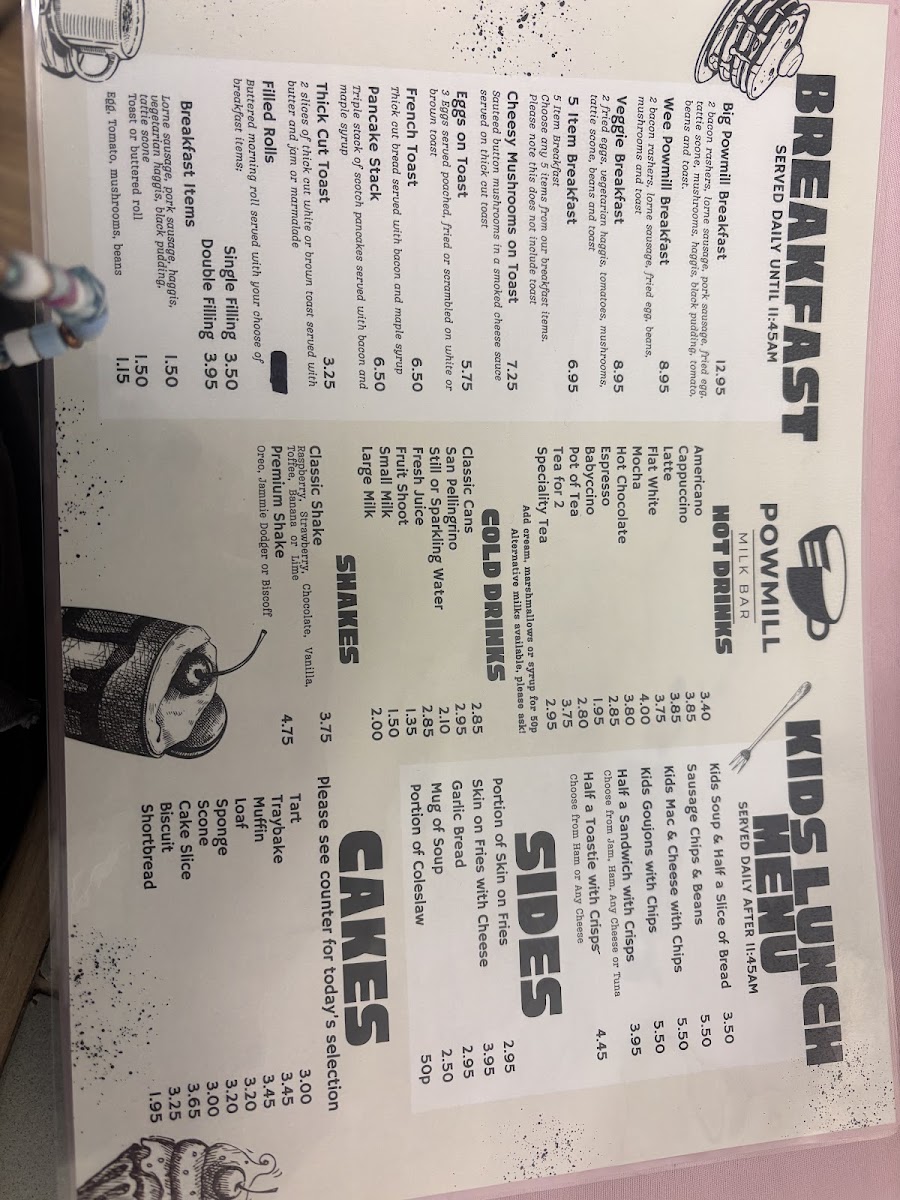 BREAKFAST
SERVED DAILY UNTIL 11:45AM
Big Powmill Breakfast 12.95
2 bacon rashers, lorne sausage, pork sausage, fried egg,
tattie scone, mushrooms, haggis, black pudding, tomato,
beans and toast.
Wee Powmill Breakfast 8.95
2 bacon rashers, lorne sausage, fried egg, beans,
mushrooms and toast
Veggie Breakfast 8.95
2 fried eggs, vegetarian haggis, tomatoes, mushrooms,
tattie scone, beans and toast
5 Item Breakfast 6.95
5 Item Breakfast
Choose any 5 items from our breakfast items.
Please note this does not include toast
Cheesy Mushrooms on Toast 7.25
Sauteed button mushrooms in a smoked cheese sauce
served on thick cut toast
Eggs on Toast 5.75
3 Eggs served poached, fried or scrambled on white or
brown toast
French Toast 6.50
Thick cut bread served with bacon and maple syrup
Pancake Stack 6.50
Triple stack of scotch pancakes served with bacon and
maple syrup
Thick Cut Toast 3.25
2 slices of thick cut white or brown toast served with
butter and jam or marmalade
Filled Rolls
Buttered morning roll served with your choose of
breakfast items:
Single Filling 3.50
Double Filling 3.95
Breakfast Items
Lorne sausage, pork sausage, haggis, 1.50
vegetarian haggis, black pudding,
tattie scone
Toast or buttered roll 1.50
Egg, Tomato, mushrooms, beans 1.15
POWMILL
MILK BAR
HOT DRINKS
Americano 3.40
Cappuccino 3.85
Latte 3.85
Flat White 3.75
Mocha 4.00
Hot Chocolate 3.80
Espresso 2.85
Babyccino 1.95
Pot of Tea 2.80
Tea for 2 3.75
Speciality Tea 2.95
Add cream, marshmallows or syrup for 50p
Alternative milks available, please ask!
COLD DRINKS
Classic Cans 2.85
San Pellingrino 2.95
Still or Sparkling Water 2.10
Fresh Juice 2.85
Fruit Shoot 1.35
Small Milk 1.50
Large Milk 2.00
SHAKES
Classic Shake 3.75
Raspberry, Strawberry, Chocolate, Vanilla,
Toffee, Banana or Lime
Premium Shake 4.75
Oreo, Jammie Dodger or Biscoff
KIDS LUNCH
MENU
SERVED DAILY AFTER 11:45AM
Kids Soup & Half a Slice of Bread 3.50
Sausage Chips & Beans 5.50
Kids Mac & Cheese with Chips 5.50
Kids Goujons with Chips 5.50
Half a Sandwich with Crisps 3.95
Choose from Jam, Ham, Any Cheese or Tuna
Half a Toastie with Crisps 4.45
Choose from Ham or Any Cheese
SIDES
Portion of Skin on Fries 2.95
Skin on Fries with Cheese 3.95
Garlic Bread 2.95
Mug of Soup 2.50
Portion of Coleslaw 50p
CAKES
Please see counter for today's selection
Tart 3.00
Traybake 3.45
Muffin 3.45
Loaf 3.20
Sponge 3.20
Scone 3.00
Cake Slice 3.65
Biscuit 3.25
Shortbread 1.95